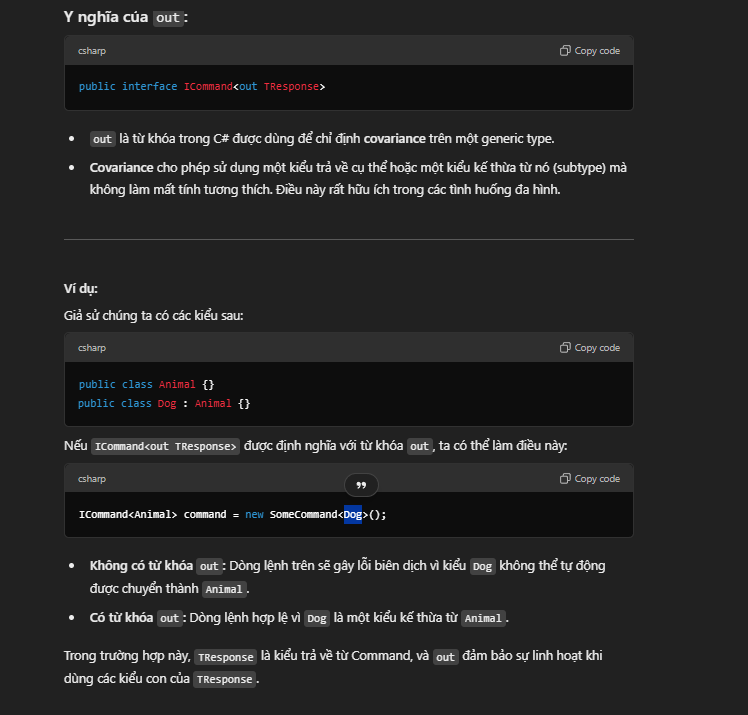 Ý nghĩa của out:
csharp Copy code
public interface ICommand<out TResponse>
• out là từ khóa trong C# được dùng để chỉ định covariance trên một generic type.
• Covariance cho phép sử dụng một kiểu trả về cụ thể hoặc một kiểu kế thừa từ nó (subtype) mà
không làm mất tính tương thích. Điều này rất hữu ích trong các tình huống đa hình.
Ví dụ:
Giả sử chúng ta có các kiểu sau:
csharp Copy code
public class Animal {}
public class Dog : Animal {}
Nếu ICommand<out TResponse> được định nghĩa với từ khóa out, ta có thể làm điều này:
csharp Copy code
ICommand<Animal> command = new SomeCommand<Dog>();
• Không có từ khóa out: Dòng lệnh trên sẽ gây lỗi biên dịch vì kiểu Dog không thể tự động
được chuyển thành Animal.
• Có từ khóa out: Dòng lệnh hợp lệ vì Dog là một kiểu kế thừa từ Animal.
Trong trường hợp này, TResponse là kiểu trả về từ Command, và out đảm bảo sự linh hoạt khi
dùng các kiểu con của TResponse.